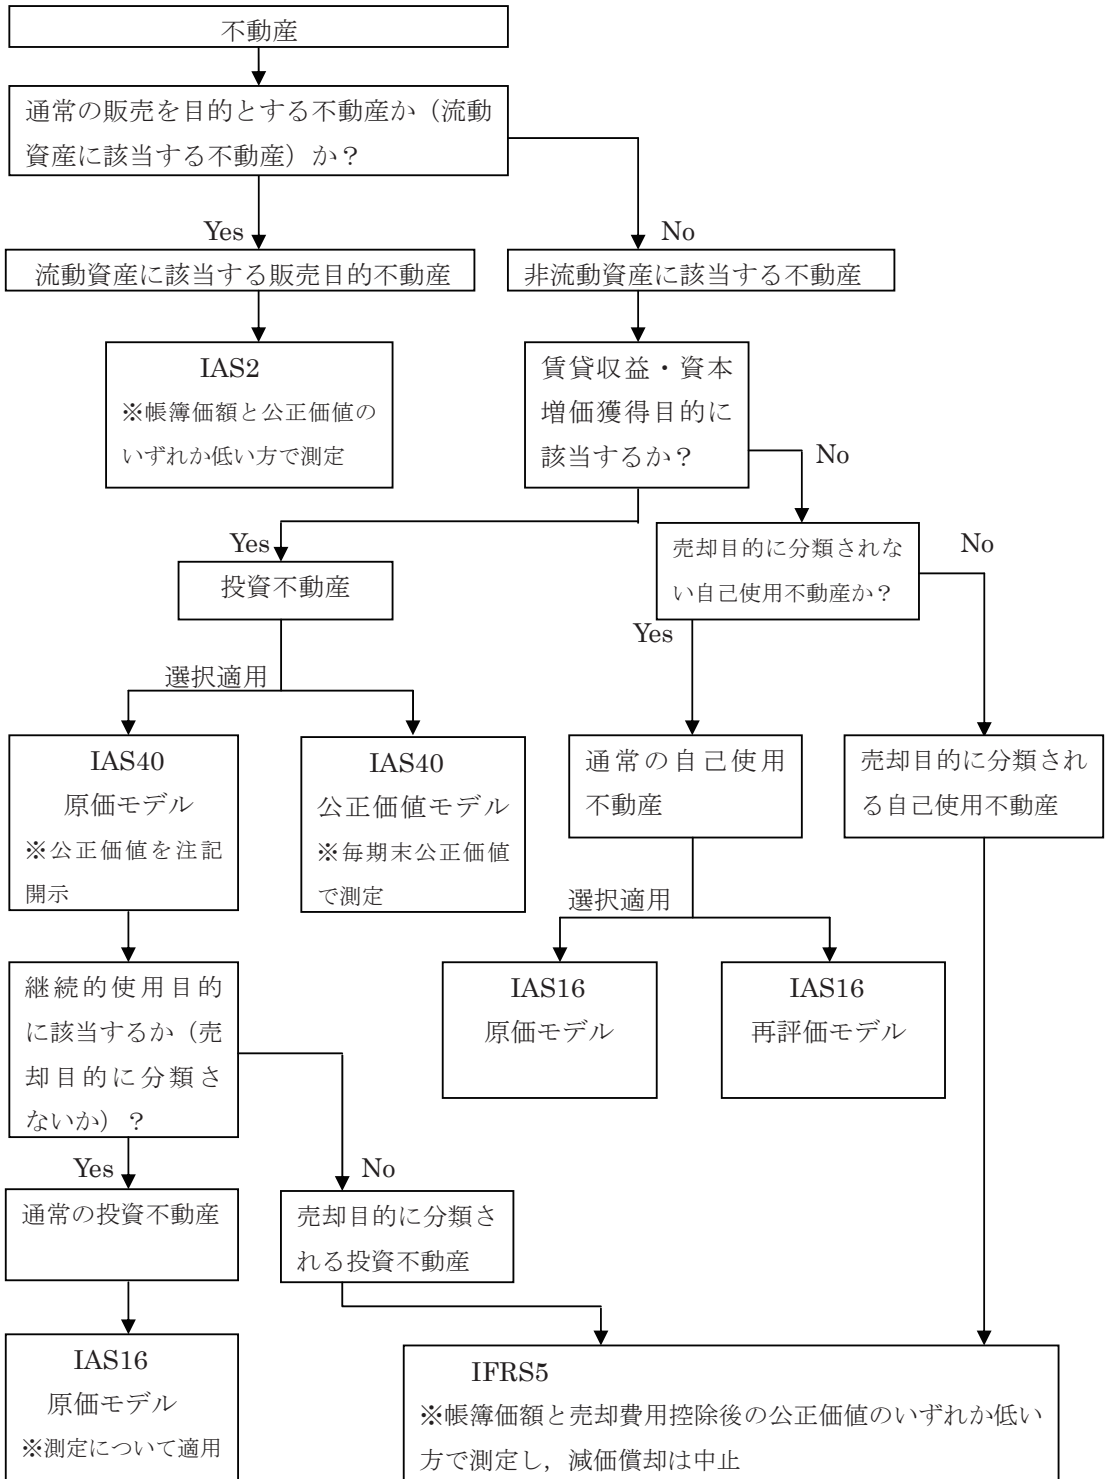 不動産
通常の販売を目的とする不動産か（流動
資産に該当する不動産）か？
Yes
No
流動資産に該当する販売目的不動産
非流動資産に該当する不動産
IAS2
※帳簿価額と公正価値の
いずれか低い方で測定
賃貸収益・資本
増価獲得目的に
該当するか？
No
Yes
投資不動産
売却目的に分類されな
い自己使用不動産か？
No
Yes
選択適用
IAS40
原価モデル
※公正価値を注記
開示
IAS40
公正価値モデル
※毎期末公正価値
で測定
通常の自己使用
不動産
売却目的に分類され
る自己使用不動産
選択適用
継続的使用目的
に該当するか（売
却目的に分類さ
ないか）？
IAS16
原価モデル
IAS16
再評価モデル
Yes
No
通常の投資不動産
売却目的に分類さ
れる投資不動産
IAS16
原価モデル
※測定について適用
IFRS5
※帳簿価額と売却費用控除後の公正価値のいずれか低い
方で測定し，減価償却は中止